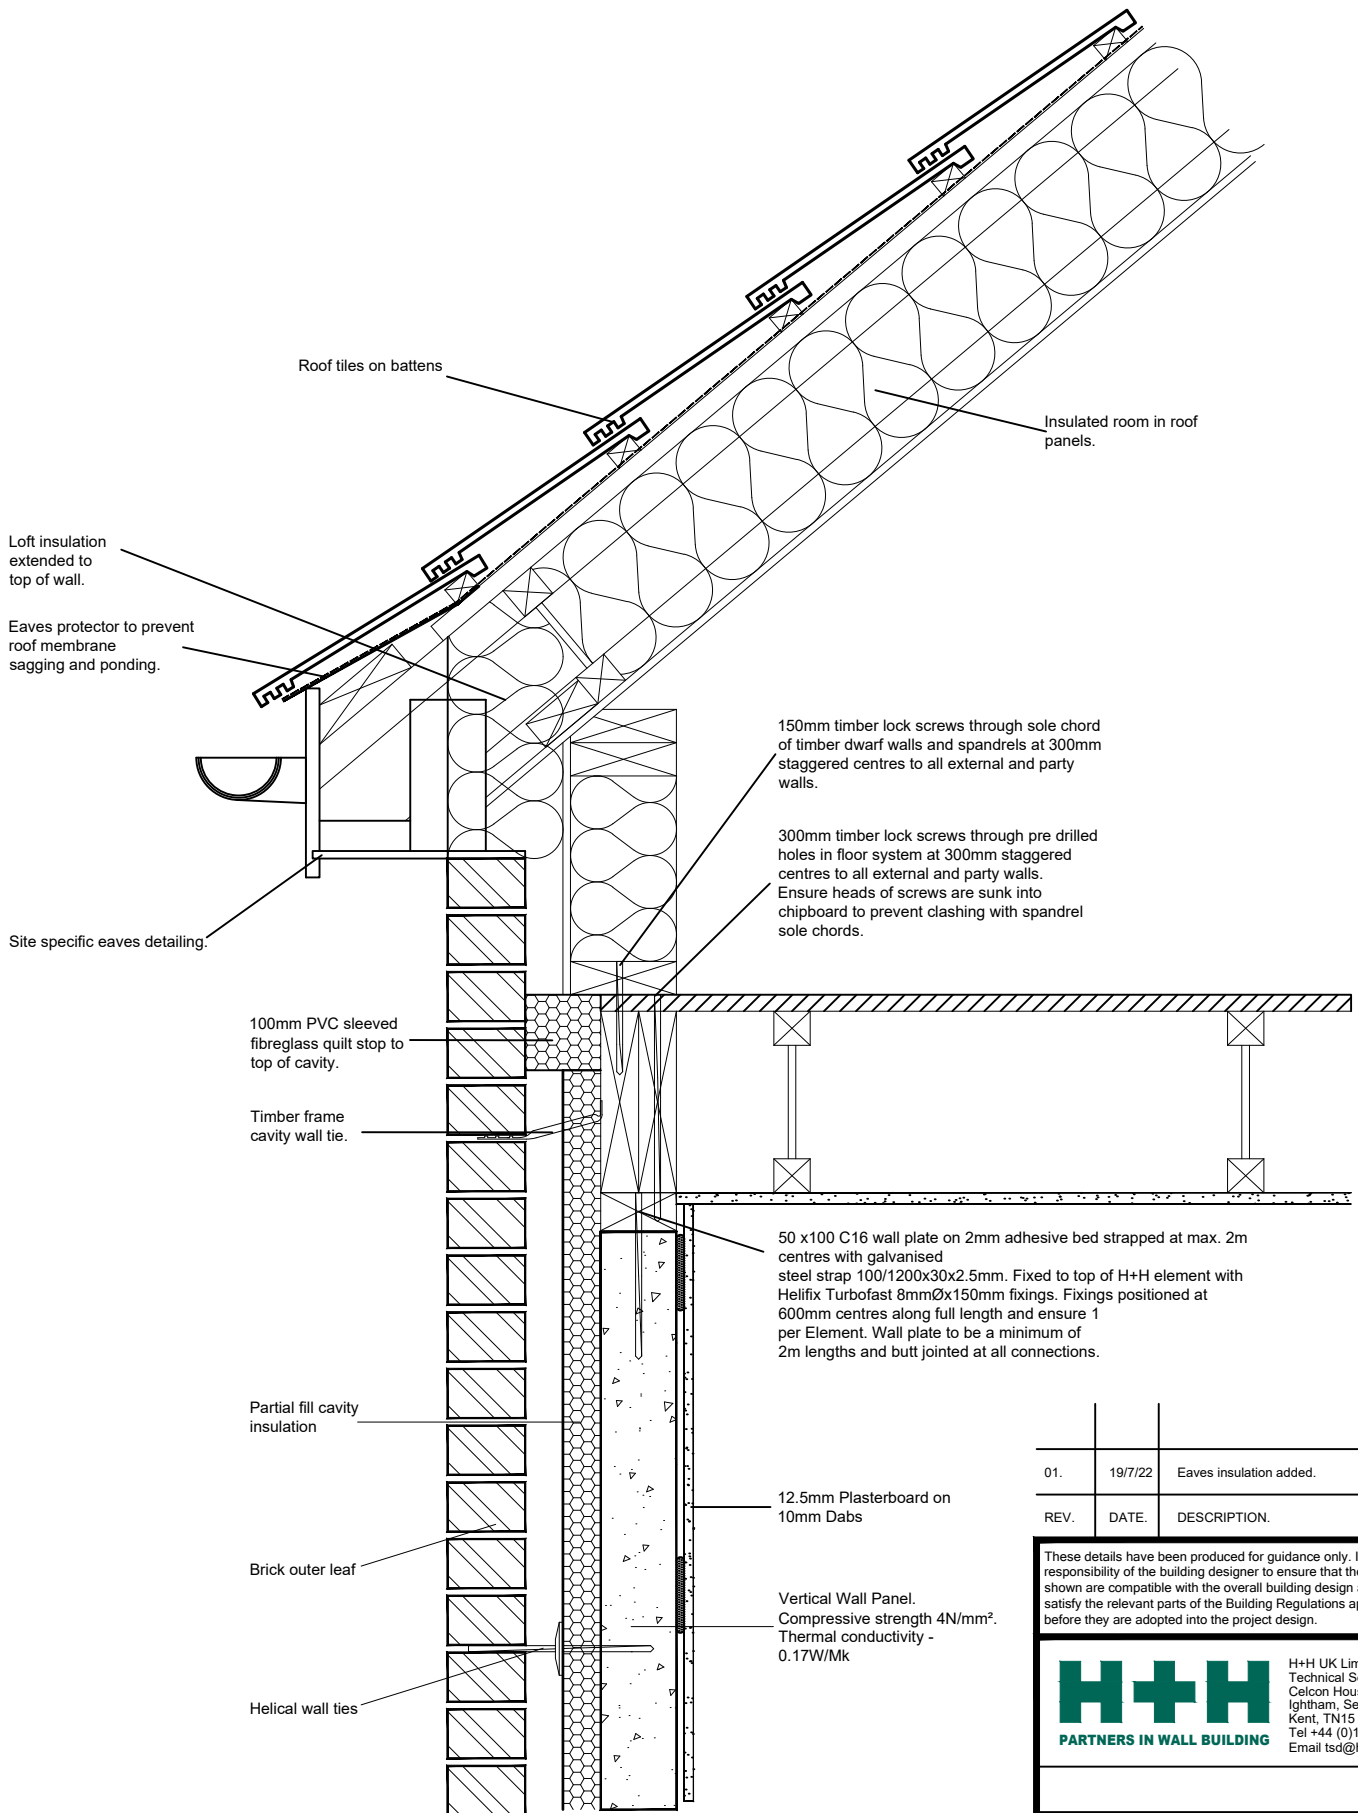 Roof tiles on battens
Insulated room in roof
panels.
Loft insulation
extended to
top of wall.
Eaves protector to prevent
roof membrane
sagging and ponding.
150mm timber lock screws through sole chord
of timber dwarf walls and spandrels at 300mm
staggered centres to all external and party
walls.
300mm timber lock screws through pre drilled
holes in floor system at 300mm staggered
centres to all external and party walls.
Ensure heads of screws are sunk into
chipboard to prevent clashing with spandrel
sole chords.
Site specific eaves detailing.
100mm PVC sleeved
fibreglass quilt stop to
top of cavity.
Timber frame
cavity wall tie.
50 x100 C16 wall plate on 2mm adhesive bed strapped at max. 2m
centres with galvanised
steel strap 100/1200x30x2.5mm. Fixed to top of H+H element with
Helifix Turbofast 8mmØx150mm fixings. Fixings positioned at
600mm centres along full length and ensure 1
per Element. Wall plate to be a minimum of
2m lengths and butt jointed at all connections.
Partial fill cavity
insulation
12.5mm Plasterboard on
10mm Dabs
Brick outer leaf
Vertical Wall Panel.
Compressive strength 4N/mm².
Thermal conductivity -
0.17W/Mk
Helical wall ties
01. 19/7/22 Eaves insulation added.
REV. DATE. DESCRIPTION.
These details have been produced for guidance only.
responsibility of the building designer to ensure that
shown are compatible with the overall building design
satisfy the relevant parts of the Building Regulations
before they are adopted into the project design.
H+H
PARTNERS IN WALL BUILDING
H+H UK
Technical
Celcon
Ightham,
Kent, TN15
Tel +44 (0)1
Email